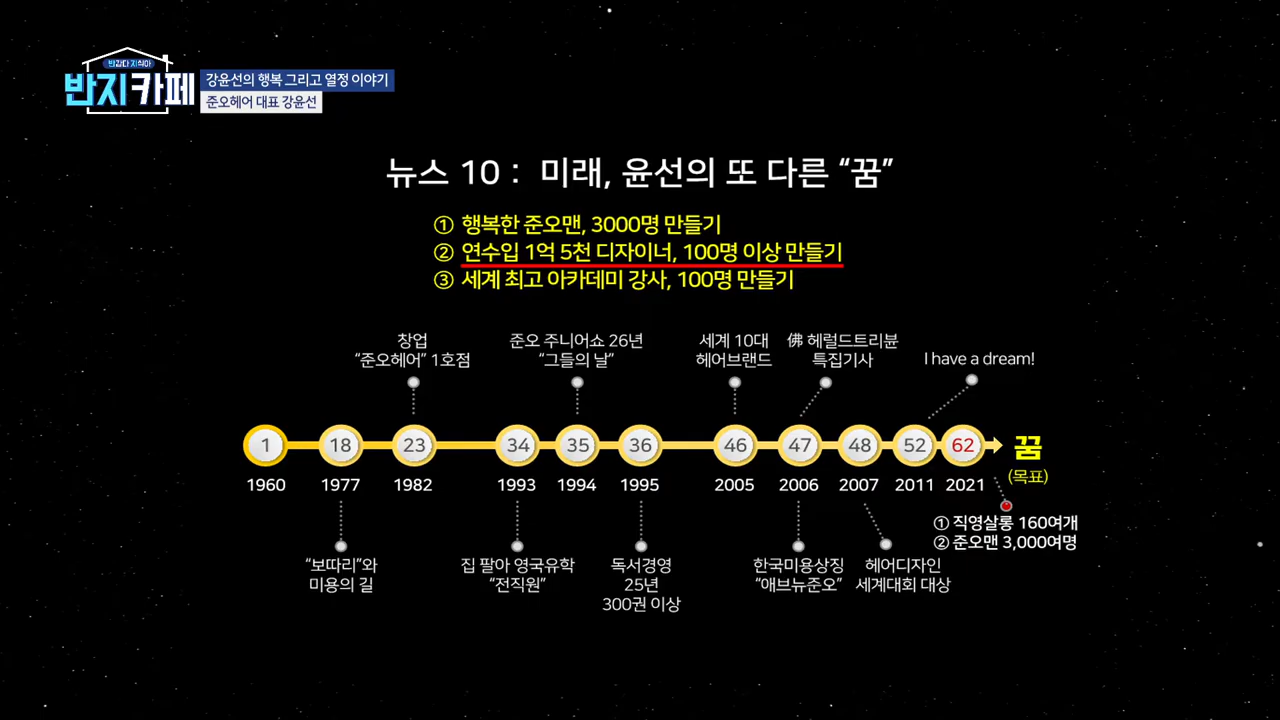 반갑다 지식아
반지카페
강윤선의 행복 그리고 열정 이야기
준오헤어 대표 강윤선
뉴스 10 : 미래, 윤선의 또 다른 “꿈”
① 행복한 준오맨, 3000명 만들기
② 연수입 1억 5천 디자이너, 100명 이상 만들기
③ 세계 최고 아카데미 강사, 100명 만들기
창업
“준오헤어” 1호점
준오 주니어쇼 26년
“그들의 날”
세계 10대
헤어브랜드
佛 헤럴드트리뷴
특집기사
I have a dream!
1 18 23 34 35 36 46 47 48 52 62 꿈
(목표)
1960 1977 1982 1993 1994 1995 2005 2006 2007 2011 2021
① 직영살롱 160여개
② 준오맨 3,000여명
“보따리”와
미용의 길
집 팔아 영국유학
“전직원”
독서경영
25년
300권 이상
한국미용상징
“애브뉴준오”
헤어디자인
세계대회 대상